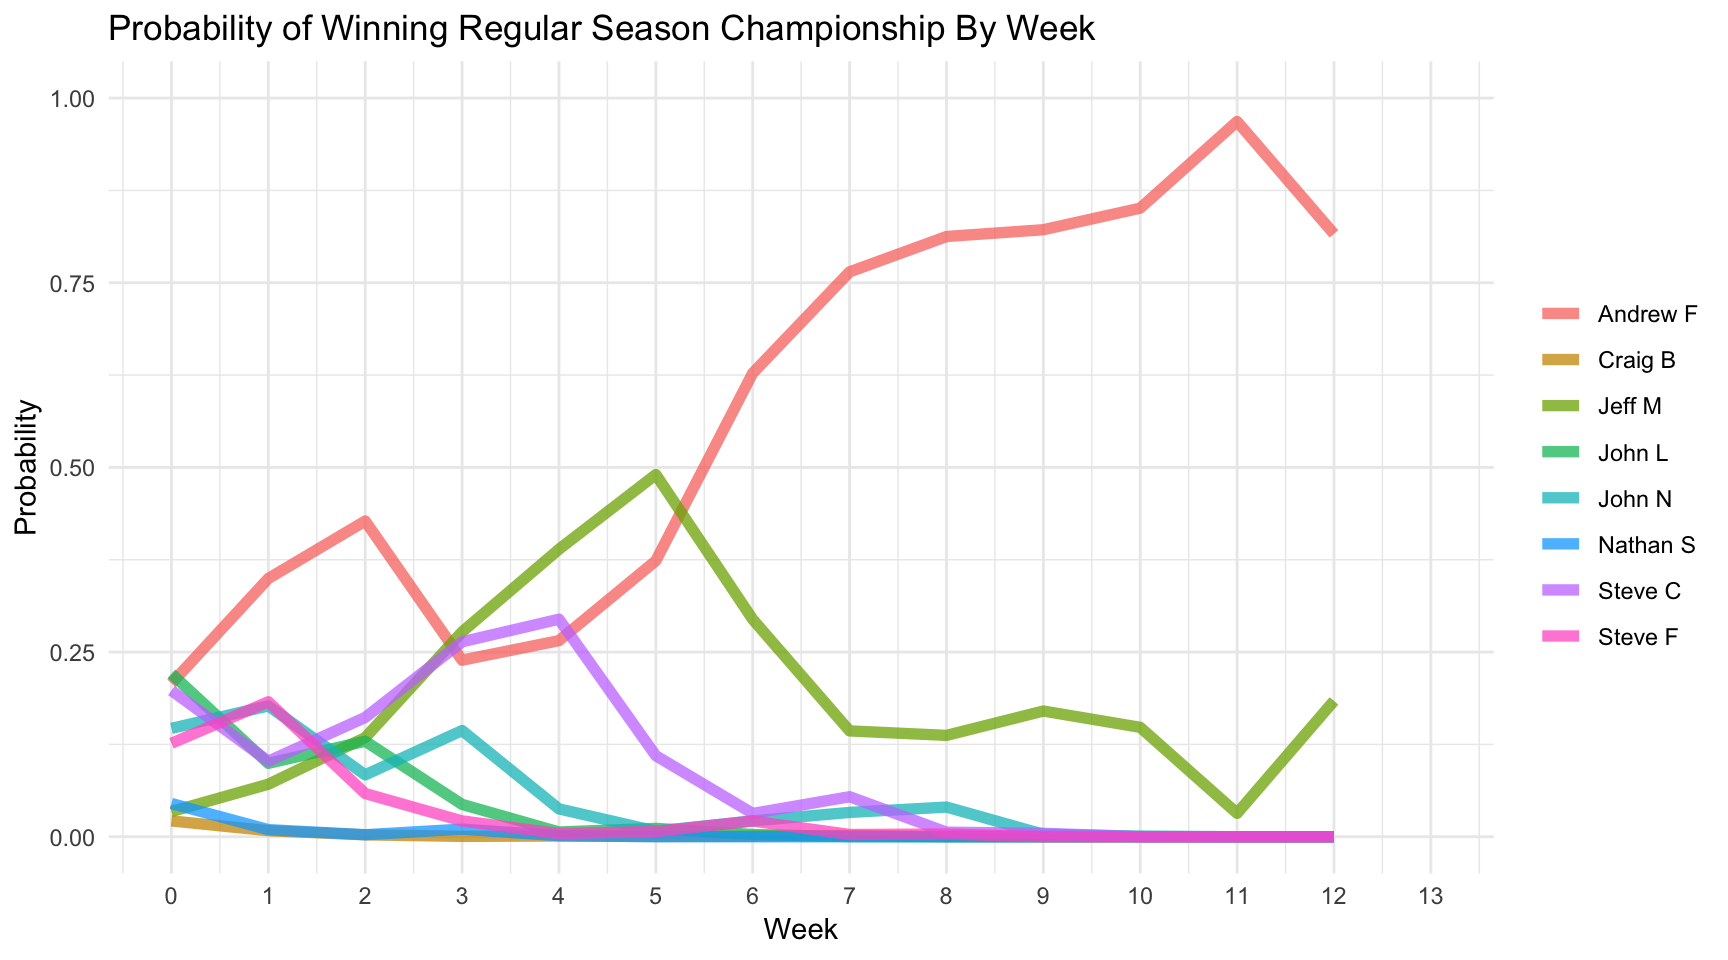 Probability of Winning Regular Season Championship By Week
1.00
0.75
0.50
0.25
0.00
Probability
0 1 2 3 4 5 6 7 8 9 10 11 12 13
Week
Andrew F
Craig B
Jeff M
John L
John N
Nathan S
Steve C
Steve F